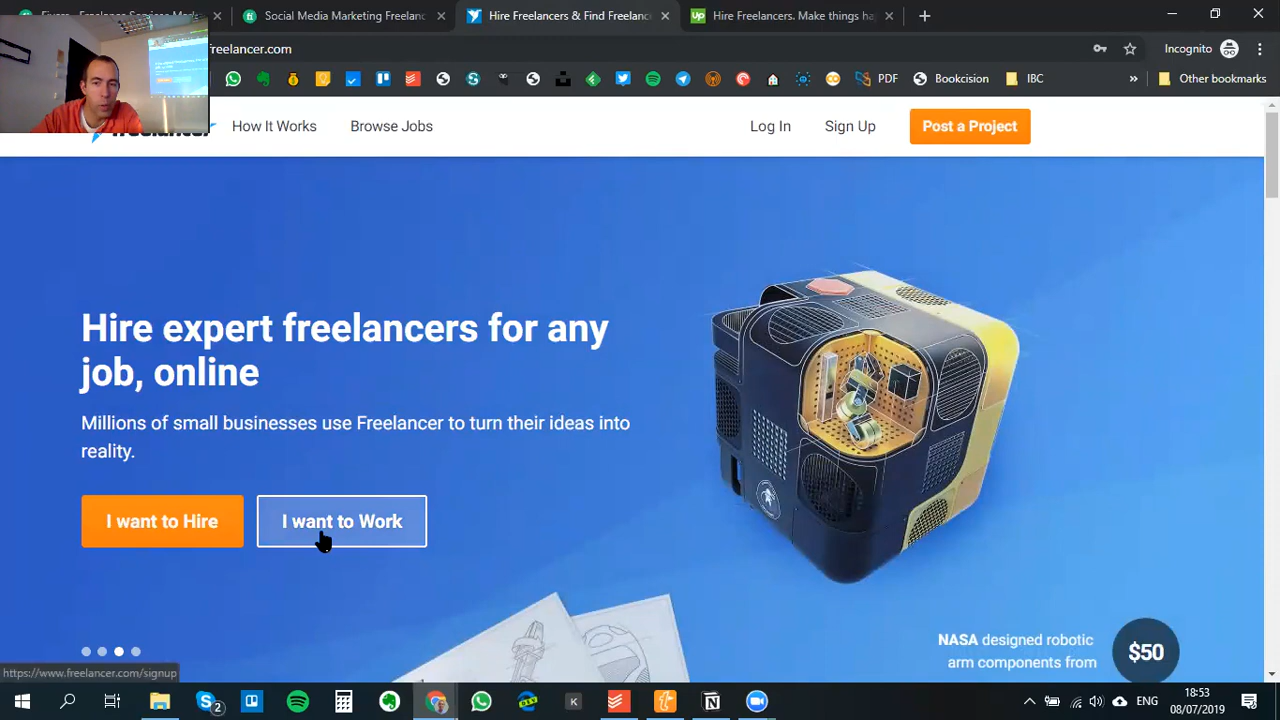 Social Media Marketing Freelanc
Hire Freelancers & Find Freelanc
Up
Hire Freelancers. Make things ha
freelancer.com
Incognito
PDF
Bookcision
Other bookmarks
How It Works
Browse Jobs
Log In
Sign Up
Post a Project
Hire expert freelancers for any
job, online
Millions of small businesses use Freelancer to turn their ideas into
reality.
I want to Hire
I want to Work
NASA designed robotic
arm components from
$50
https://www.freelancer.com/signup
2
ENG
18:53
08/07/2019